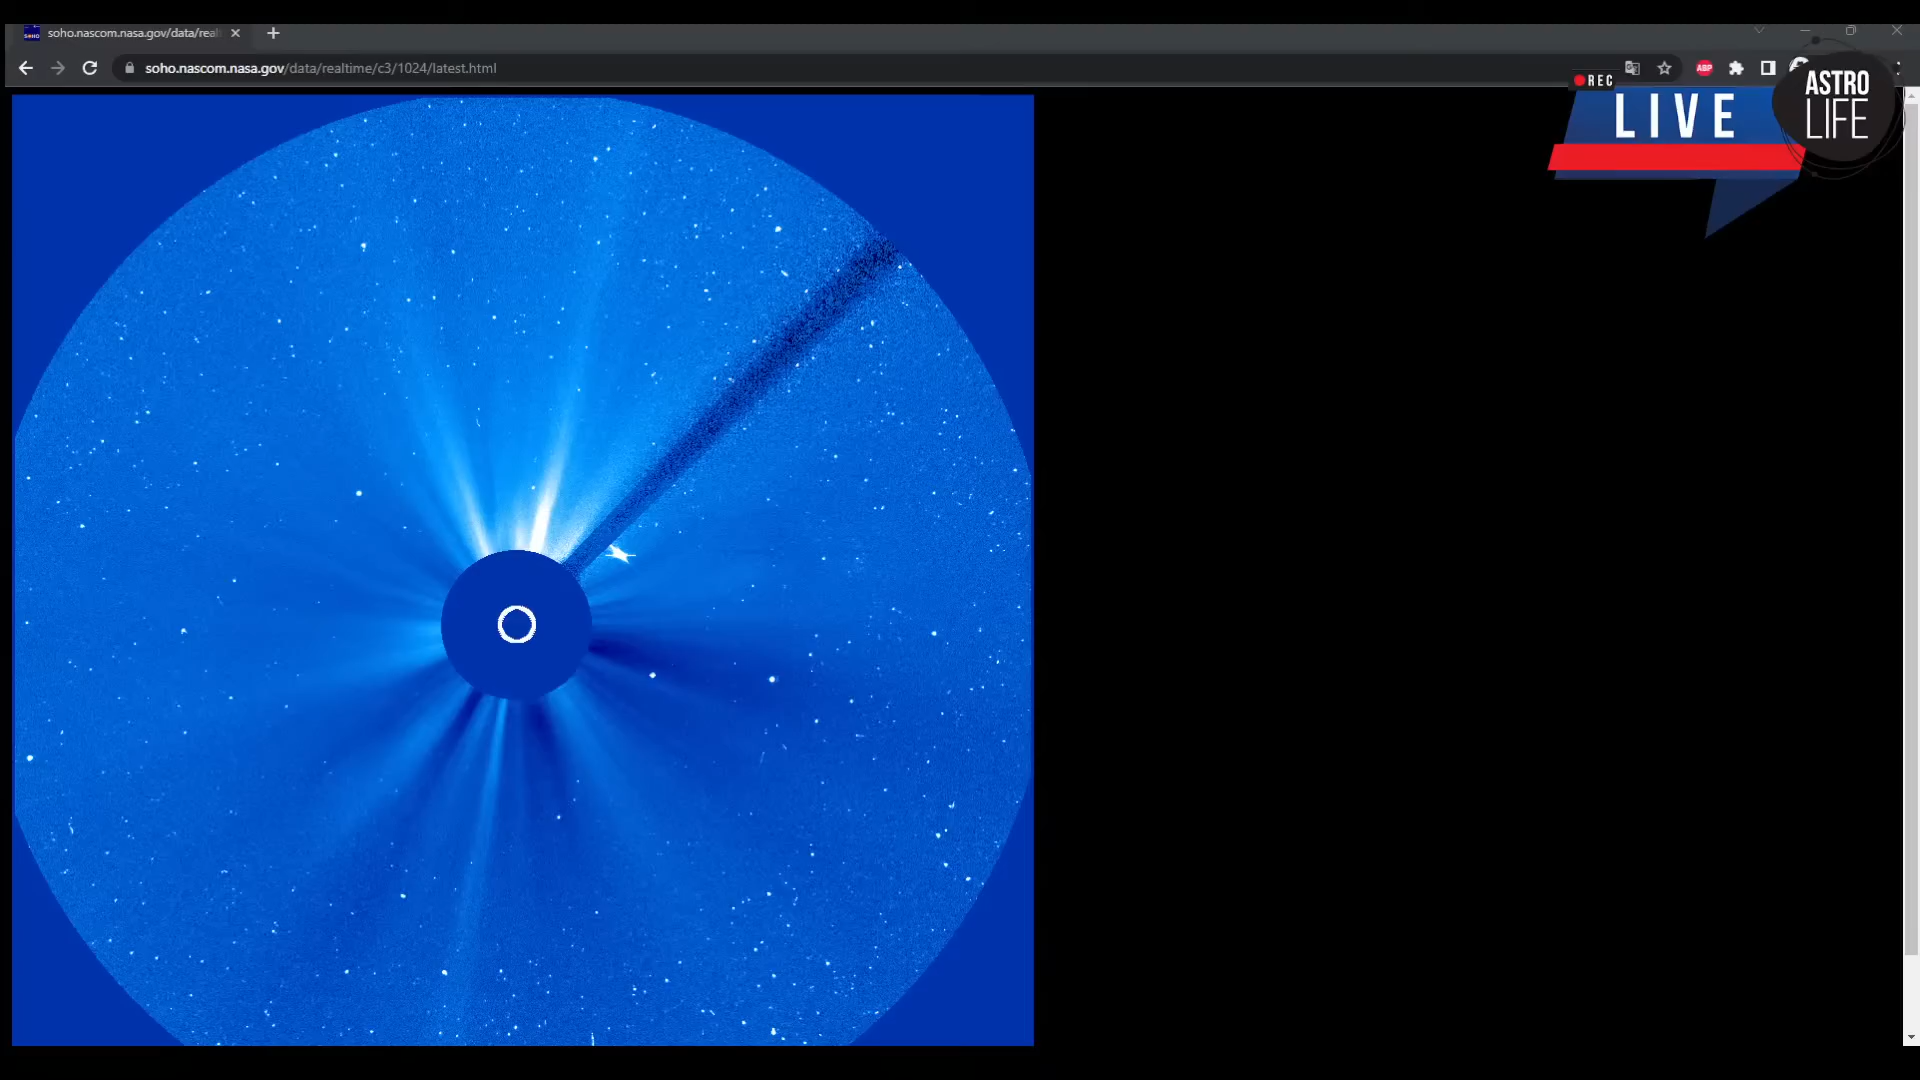 soho.nascom.nasa.gov/data/real
soho.nascom.nasa.gov/data/realtime/c3/1024/latest.html
ABP
REC
LIVE
ASTRO
LIFE